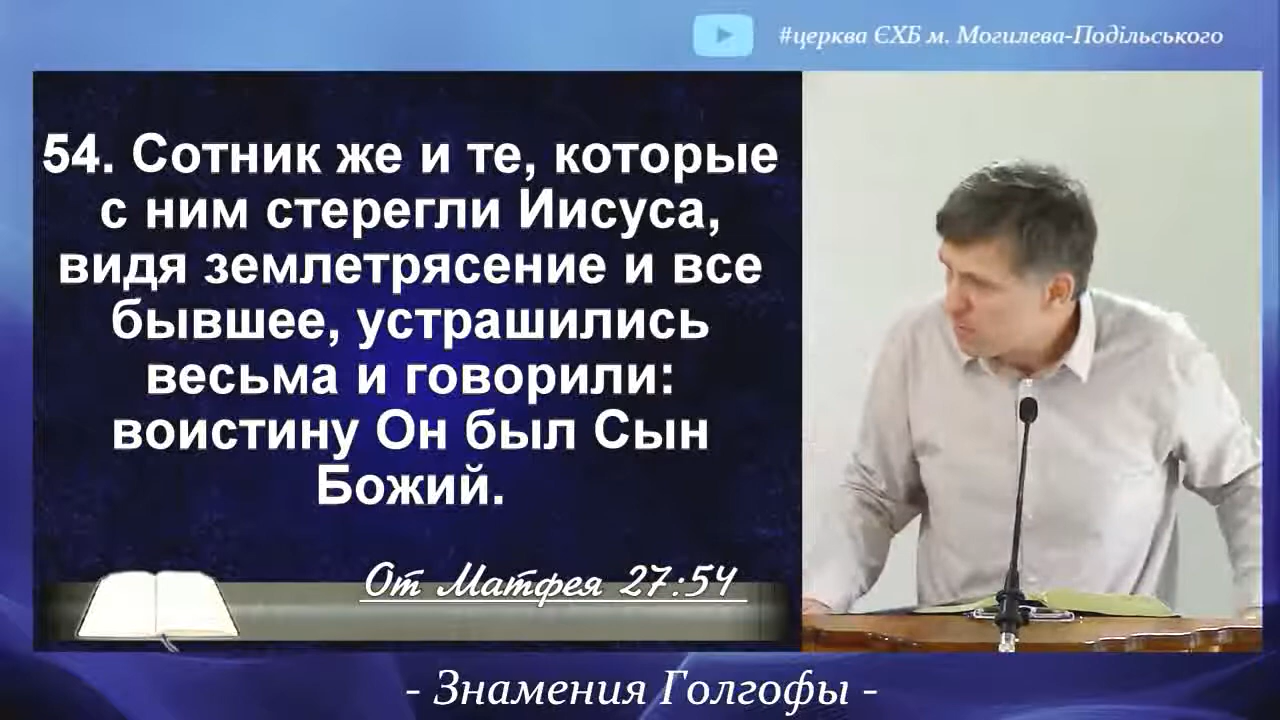 #церква ЄХБ м. Могилева-Подільського
54. Сотник же и те, которые
с ним стерегли Иисуса,
видя землетрясение и все
бывшее, устрашились
весьма и говорили:
воистину Он был Сын
Божий.
От Матфея 27:54
- Знамения Голгофы -